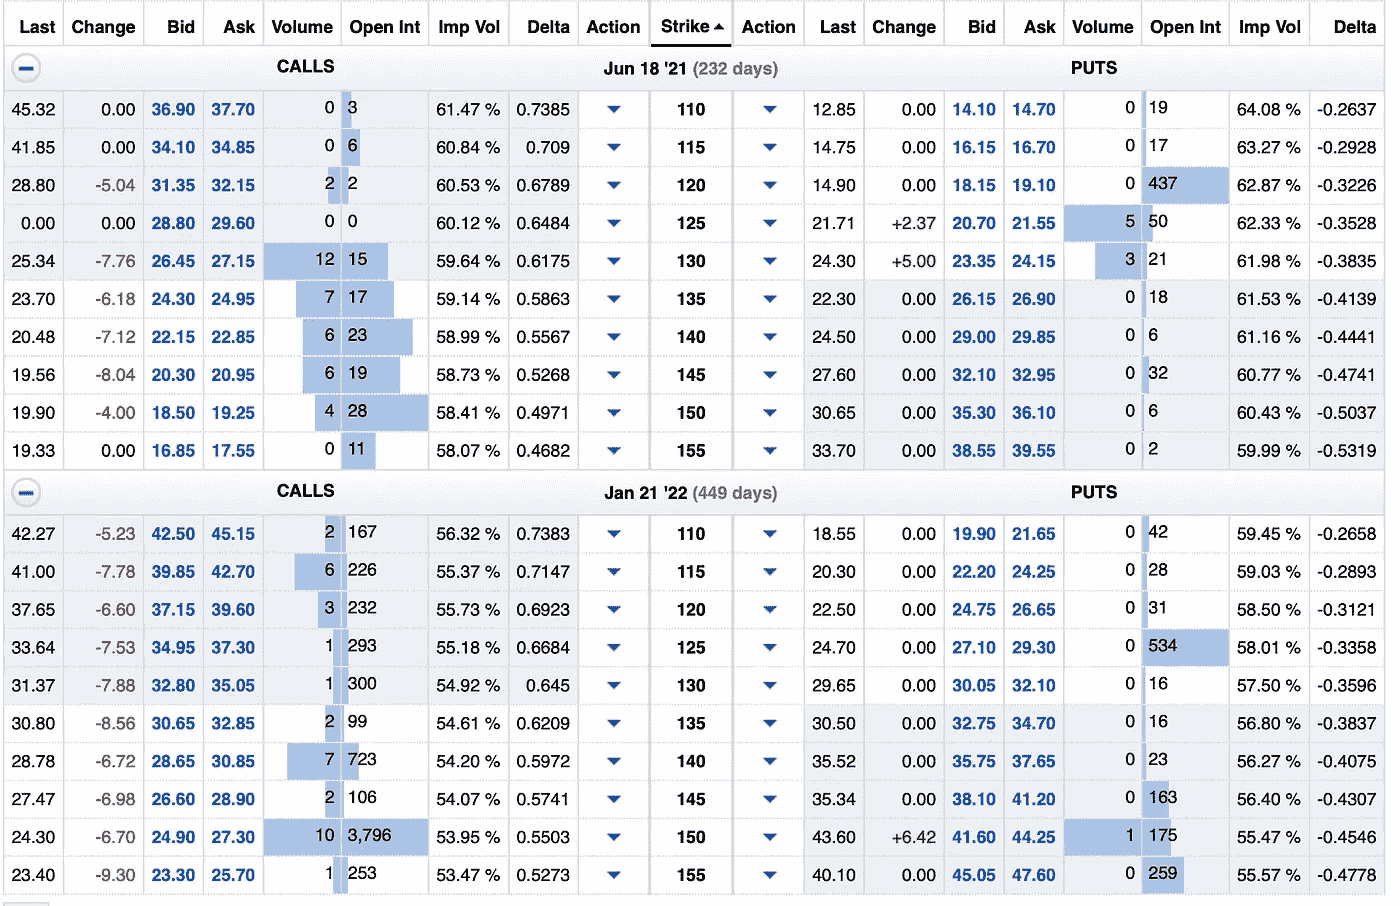 Last Change Bid Ask Volume Open Int Imp Vol Delta Action Strike Action Last Change Bid Ask Volume Open Int Imp Vol Delta
CALLS Jun 18 '21 (232 days) PUTS
45.32 0.00 36.90 37.70 0 3 61.47 % 0.7385 110 12.85 0.00 14.10 14.70 0 19 64.08 % -0.2637
41.85 0.00 34.10 34.85 0 6 60.84 % 0.709 115 14.75 0.00 16.15 16.70 0 17 63.27 % -0.2928
28.80 -5.04 31.35 32.15 2 2 60.53 % 0.6789 120 14.90 0.00 18.15 19.10 0 437 62.87 % -0.3226
0.00 0.00 28.80 29.60 0 0 60.12 % 0.6484 125 21.71 +2.37 20.70 21.55 5 50 62.33 % -0.3528
25.34 -7.76 26.45 27.15 12 15 59.64 % 0.6175 130 24.30 +5.00 23.35 24.15 3 21 61.98 % -0.3835
23.70 -6.18 24.30 24.95 7 17 59.14 % 0.5863 135 22.30 0.00 26.15 26.90 0 18 61.53 % -0.4139
20.48 -7.12 22.15 22.85 6 23 58.99 % 0.5567 140 24.50 0.00 29.00 29.85 0 6 61.16 % -0.4441
19.56 -8.04 20.30 20.95 6 19 58.73 % 0.5268 145 27.60 0.00 32.10 32.95 0 32 60.77 % -0.4741
19.90 -4.00 18.50 19.25 4 28 58.41 % 0.4971 150 30.65 0.00 35.30 36.10 0 6 60.43 % -0.5037
19.33 0.00 16.85 17.55 0 11 58.07 % 0.4682 155 33.70 0.00 38.55 39.55 0 2 59.99 % -0.5319
CALLS Jan 21 '22 (449 days) PUTS
42.27 -5.23 42.50 45.15 2 167 56.32 % 0.7383 110 18.55 0.00 19.90 21.65 0 42 59.45 % -0.2658
41.00 -7.78 39.85 42.70 6 226 55.37 % 0.7147 115 20.30 0.00 22.20 24.25 0 28 59.03 % -0.2893
37.65 -6.60 37.15 39.60 3 232 55.73 % 0.6923 120 22.50 0.00 24.75 26.65 0 31 58.50 % -0.3121
33.64 -7.53 34.95 37.30 1 293 55.18 % 0.6684 125 24.70 0.00 27.10 29.30 0 534 58.01 % -0.3358
31.37 -7.88 32.80 35.05 1 300 54.92 % 0.645 130 29.65 0.00 30.05 32.10 0 16 57.50 % -0.3596
30.80 -8.56 30.65 32.85 2 99 54.61 % 0.6209 135 30.50 0.00 32.75 34.70 0 16 56.80 % -0.3837
28.78 -6.72 28.65 30.85 7 723 54.20 % 0.5972 140 35.52 0.00 35.75 37.65 0 23 56.27 % -0.4075
27.47 -6.98 26.60 28.90 2 106 54.07 % 0.5741 145 35.34 0.00 38.10 41.20 0 163 56.40 % -0.4307
24.30 -6.70 24.90 27.30 10 3,796 53.95 % 0.5503 150 43.60 +6.42 41.60 44.25 1 175 55.47 % -0.4546
23.40 -9.30 23.30 25.70 1 253 53.47 % 0.5273 155 40.10 0.00 45.05 47.60 0 259 55.57 % -0.4778